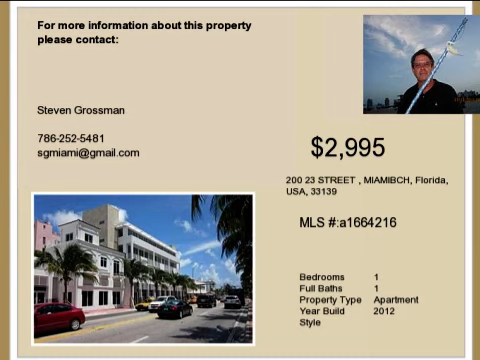 For more information about this property
please contact:
Steven Grossman
786-252-5481
sgmiami@gmail.com
$2,995
200 23 STREET , MIAMIBCH, Florida,
USA, 33139
MLS #:a1664216
Bedrooms 1
Full Baths 1
Property Type Apartment
Year Build 2012
Style